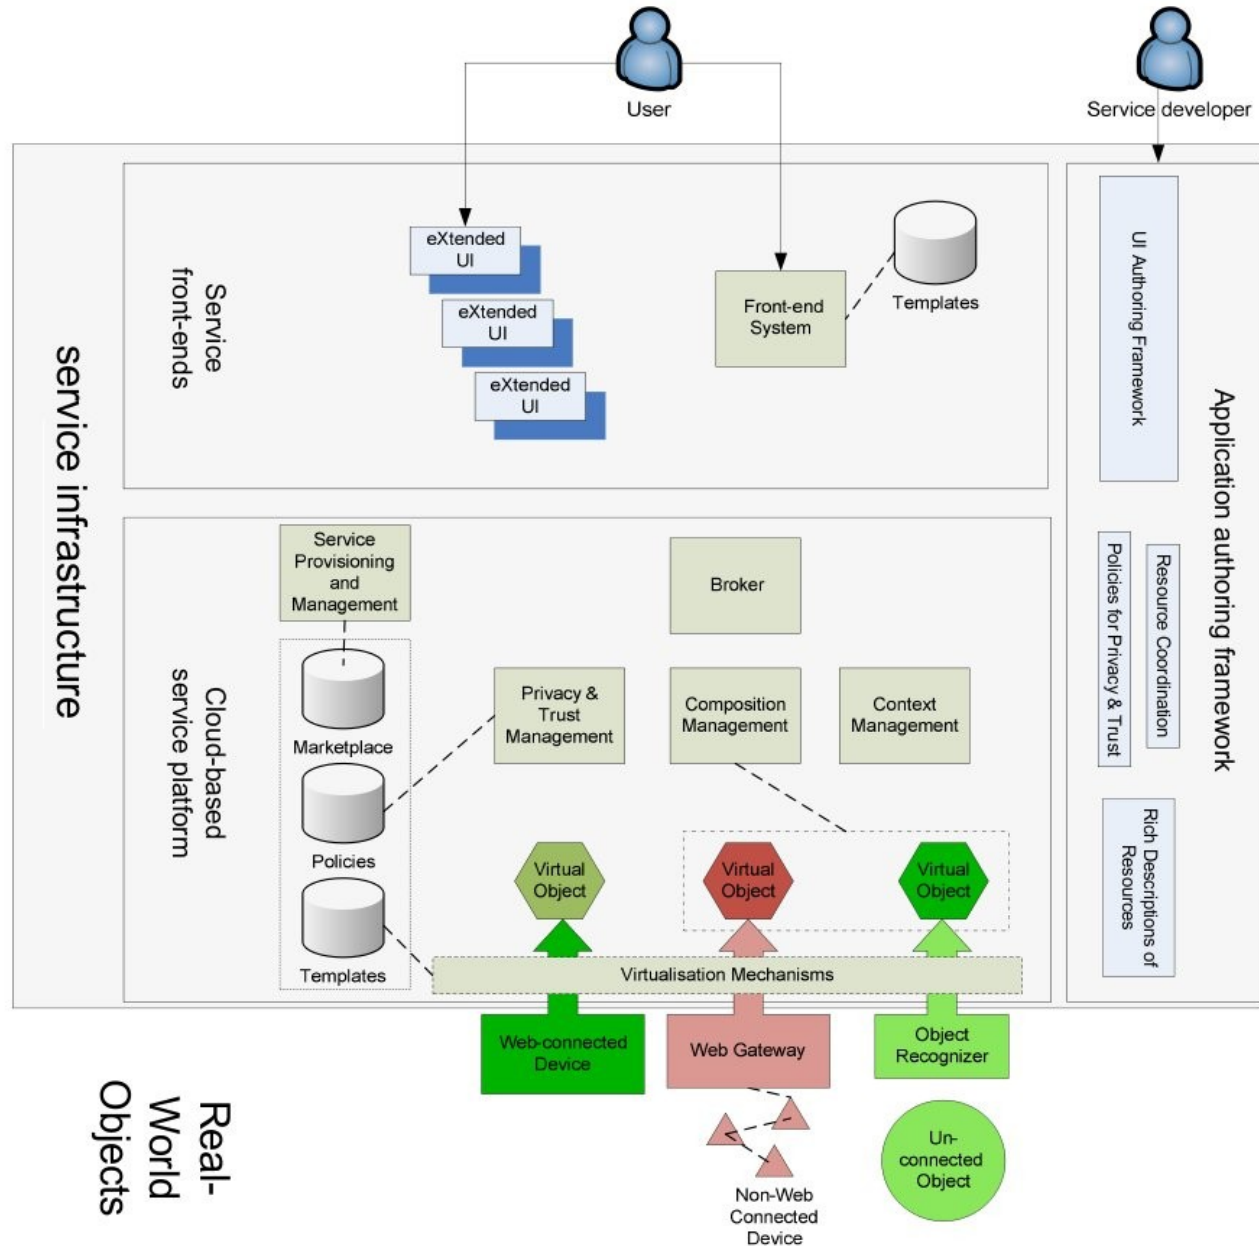 User
Service developer
service infrastructure
Service
front-ends
eXtended
UI
eXtended
UI
eXtended
UI
Front-end
System
Templates
Application authoring framework
UI Authoring Framework
Policies for Privacy & Trust
Resource Coordination
Rich Descriptions of
Resources
Cloud-based
service platform
Service
Provisioning
and
Management
Marketplace
Policies
Templates
Broker
Privacy &
Trust
Management
Composition
Management
Context
Management
Virtual
Object
Virtual
Object
Virtual
Object
Virtualisation Mechanisms
Web-connected
Device
Web Gateway
Object
Recognizer
Real-
World
Objects
Non-Web
Connected
Device
Un-
connected
Object